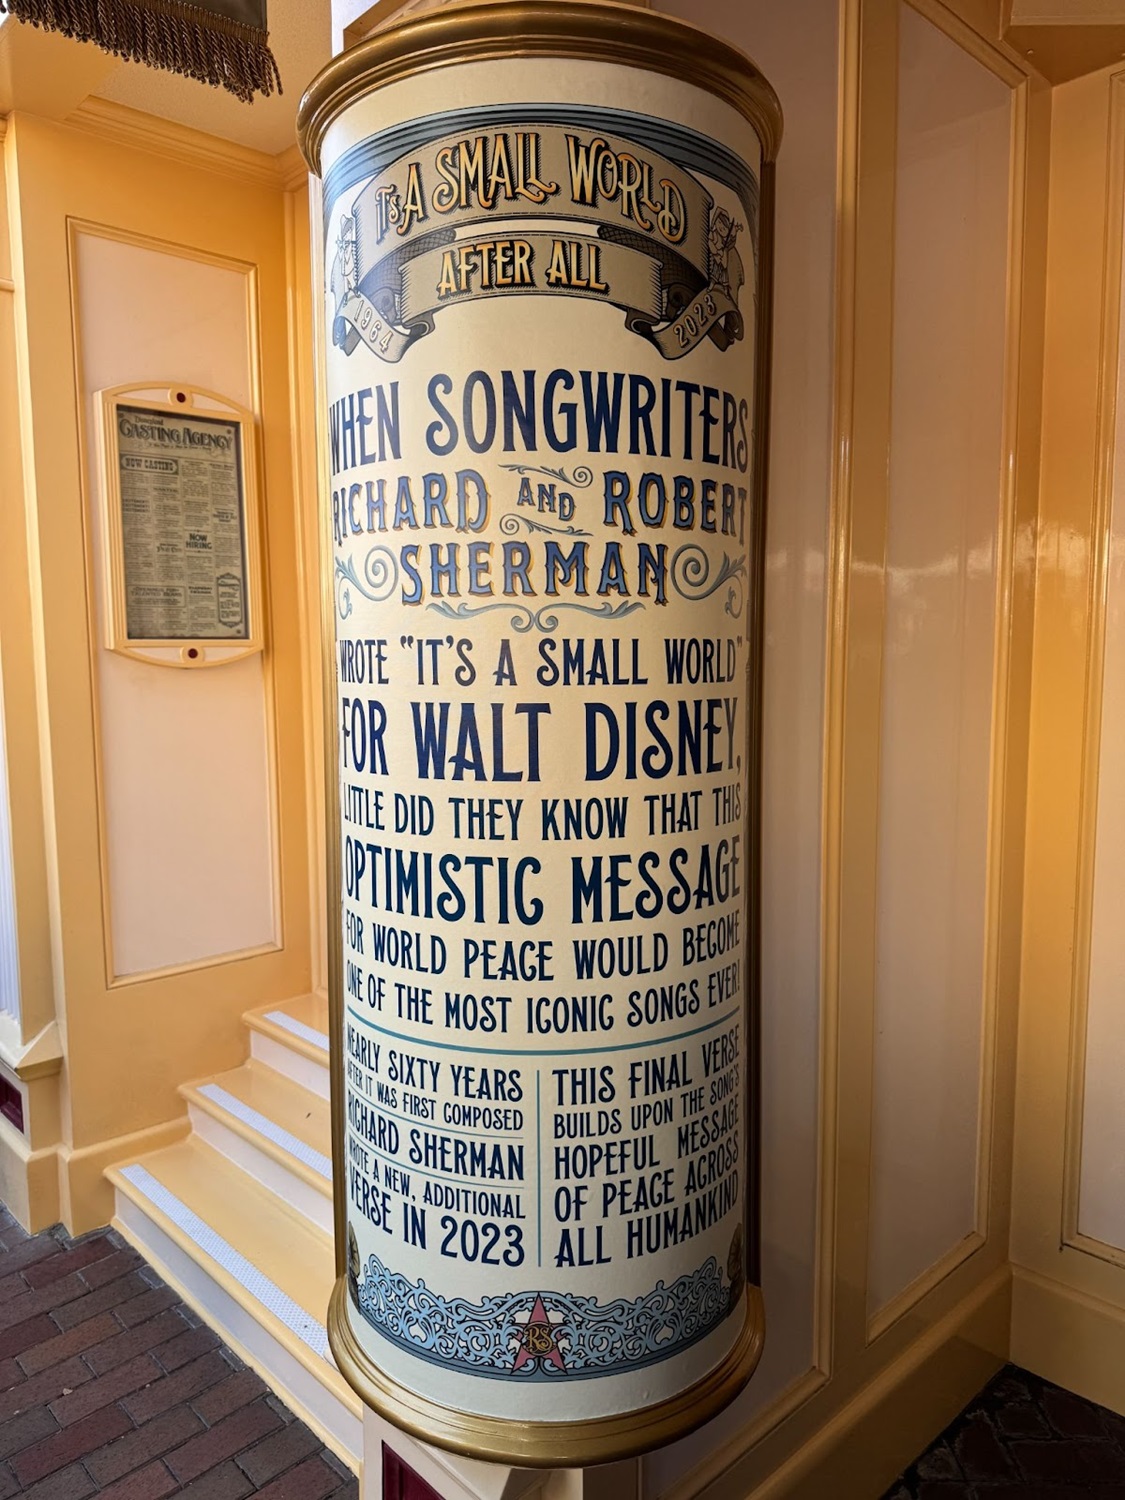 IT'S A SMALL WORLD
AFTER ALL
1964
2023
WHEN SONGWRITERS
RICHARD AND ROBERT
SHERMAN
WROTE "IT'S A SMALL WORLD"
FOR WALT DISNEY,
LITTLE DID THEY KNOW THAT THIS
OPTIMISTIC MESSAGE
FOR WORLD PEACE WOULD BECOME
ONE OF THE MOST ICONIC SONGS EVER!
NEARLY SIXTY YEARS
AFTER IT WAS FIRST COMPOSED
RICHARD SHERMAN
WROTE A NEW, ADDITIONAL
VERSE IN 2023
THIS FINAL VERSE
BUILDS UPON THE SONG'S
HOPEFUL MESSAGE
OF PEACE ACROSS
ALL HUMANKIND
RS
Disneyland
CASTING AGENCY
NOW CASTING
NOW
HIRING